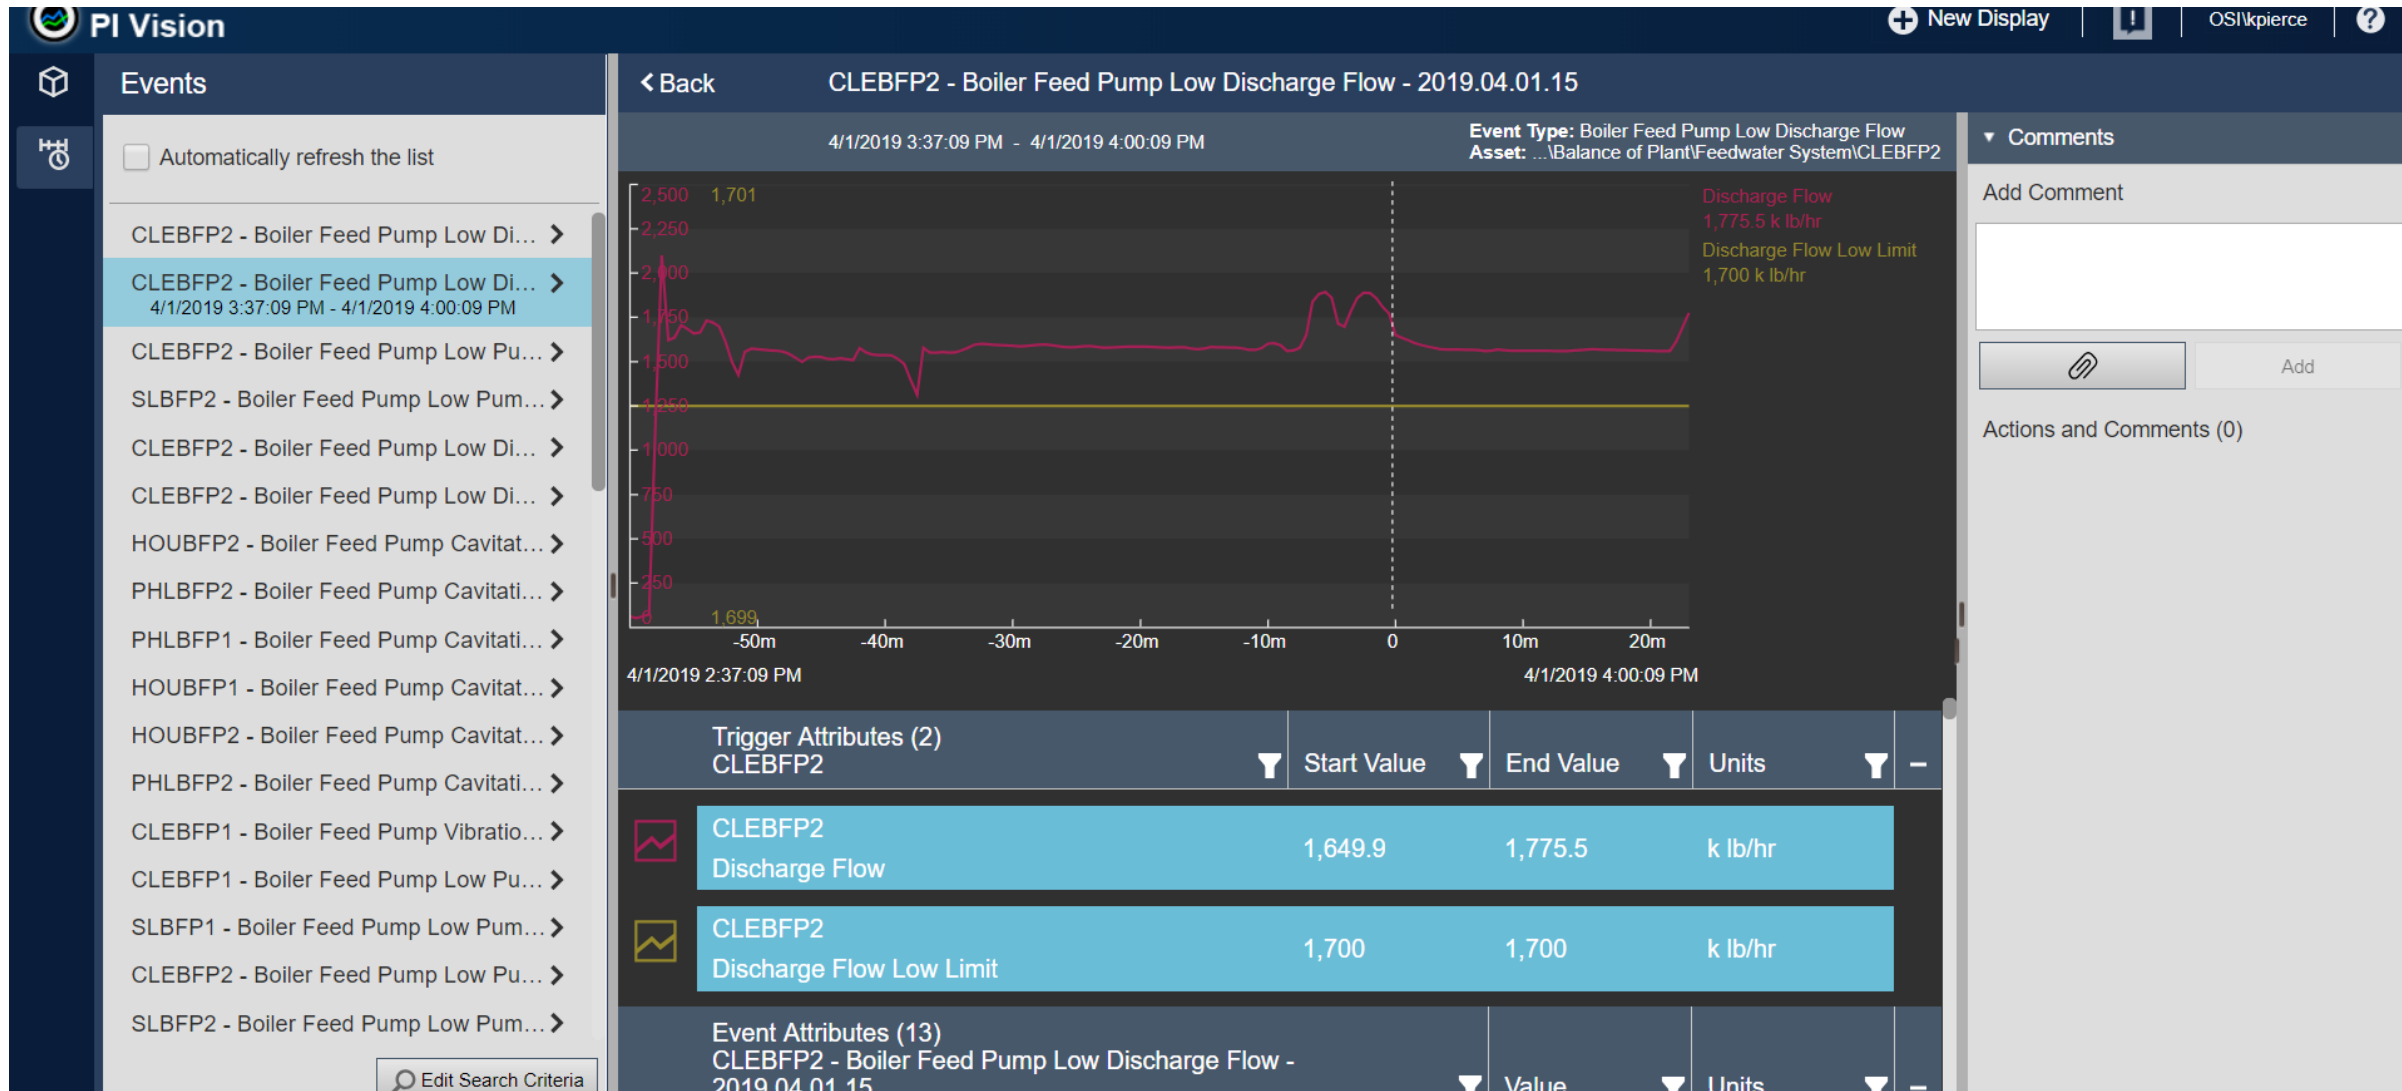 PI Vision
New Display
OSI\kpierce
?
Events
Automatically refresh the list
CLEBFP2 - Boiler Feed Pump Low Di...
CLEBFP2 - Boiler Feed Pump Low Di...
4/1/2019 3:37:09 PM - 4/1/2019 4:00:09 PM
CLEBFP2 - Boiler Feed Pump Low Pu...
SLBFP2 - Boiler Feed Pump Low Pum...
CLEBFP2 - Boiler Feed Pump Low Di...
CLEBFP2 - Boiler Feed Pump Low Di...
HOUBFP2 - Boiler Feed Pump Cavitat...
PHLBFP2 - Boiler Feed Pump Cavitati...
PHLBFP1 - Boiler Feed Pump Cavitati...
HOUBFP1 - Boiler Feed Pump Cavitat...
HOUBFP2 - Boiler Feed Pump Cavitat...
PHLBFP2 - Boiler Feed Pump Cavitati...
CLEBFP1 - Boiler Feed Pump Vibratio...
CLEBFP1 - Boiler Feed Pump Low Pu...
SLBFP1 - Boiler Feed Pump Low Pum...
CLEBFP2 - Boiler Feed Pump Low Pu...
SLBFP2 - Boiler Feed Pump Low Pum...
Edit Search Criteria
Back
CLEBFP2 - Boiler Feed Pump Low Discharge Flow - 2019.04.01.15
4/1/2019 3:37:09 PM - 4/1/2019 4:00:09 PM
Event Type: Boiler Feed Pump Low Discharge Flow
Asset: ...\Balance of Plant\Feedwater System\CLEBFP2
2,500 1,701
2,250
2,000
1,750
1,500
1,250
1,000
750
500
250
0 1,699
Discharge Flow
1,775.5 k lb/hr
Discharge Flow Low Limit
1,700 k lb/hr
-50m -40m -30m -20m -10m 0 10m 20m
4/1/2019 2:37:09 PM 4/1/2019 4:00:09 PM
Trigger Attributes (2)
CLEBFP2 Start Value End Value Units
CLEBFP2
Discharge Flow
1,649.9 1,775.5 k lb/hr
CLEBFP2
Discharge Flow Low Limit
1,700 1,700 k lb/hr
Event Attributes (13)
CLEBFP2 - Boiler Feed Pump Low Discharge Flow -
2019.04.01.15 Value Units
Comments
Add Comment
Add
Actions and Comments (0)